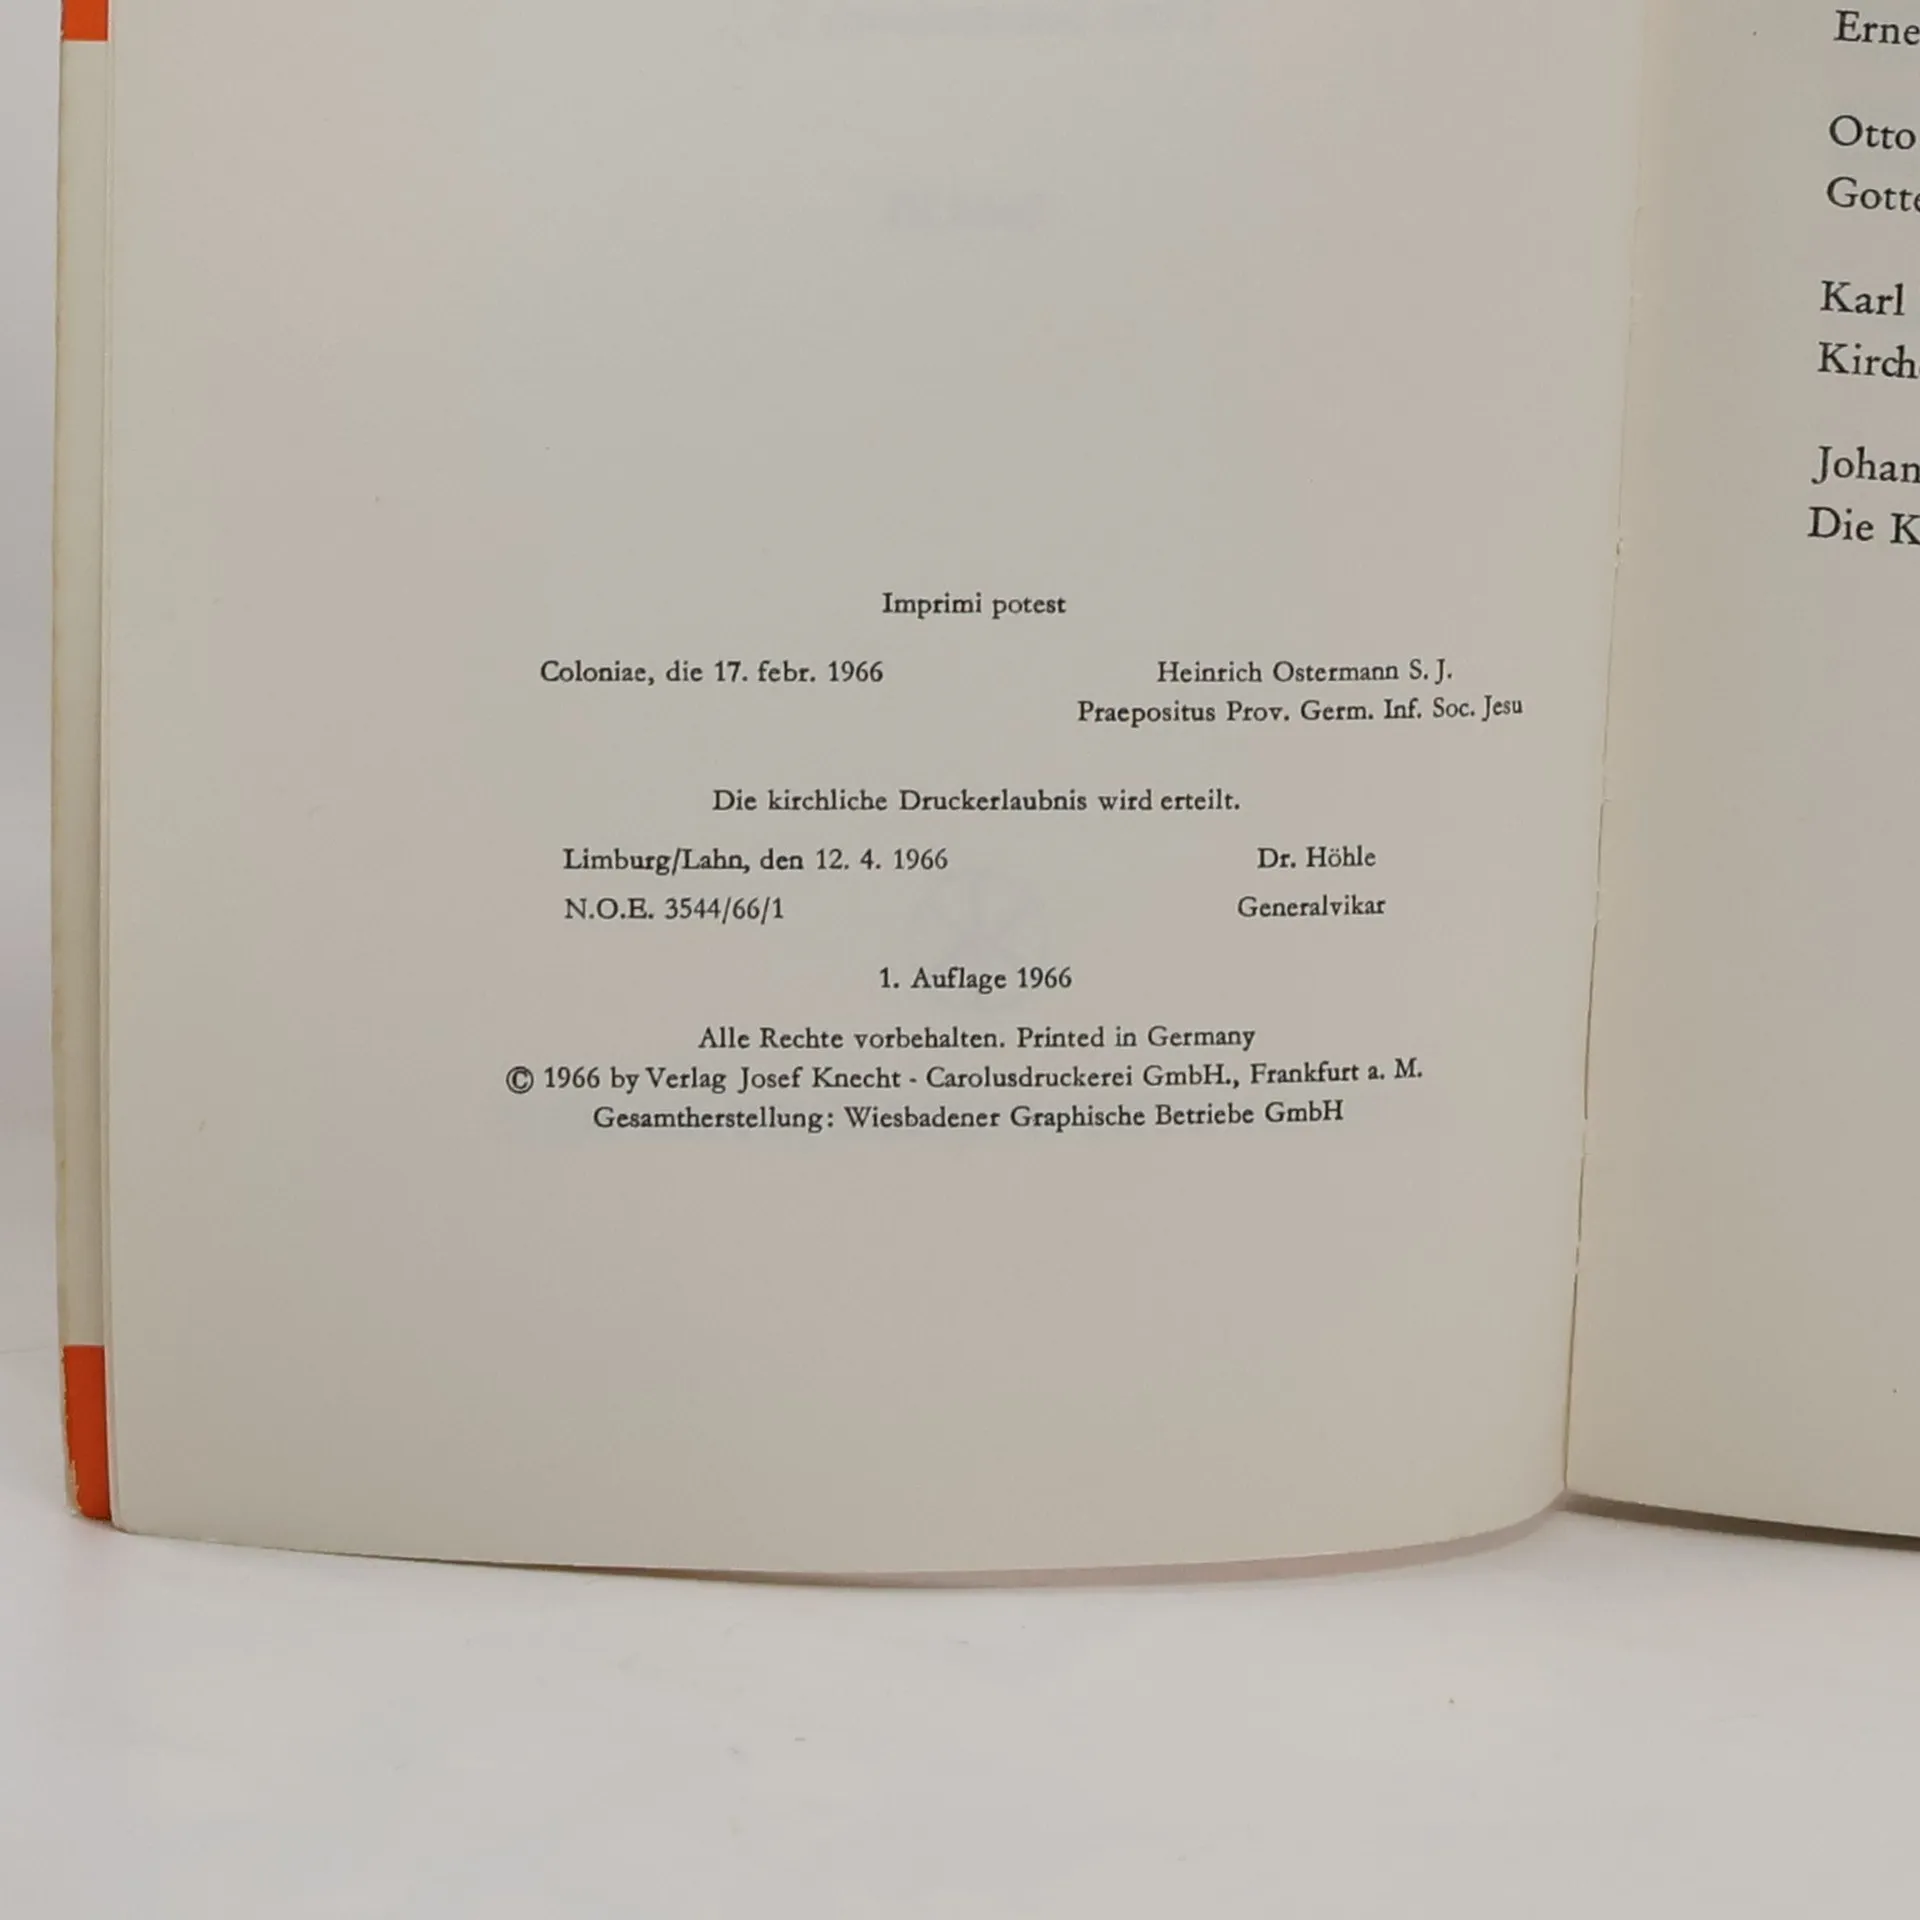 Imprimi potest
Coloniae, die 17. febr. 1966
Heinrich Ostermann S. J.
Praepositus Prov. Germ. Inf. Soc. Jesu
Die kirchliche Druckerlaubnis wird erteilt.
Limburg/Lahn, den 12. 4. 1966
Dr. Höhle
N.O.E. 3544/66/1
Generalvikar
1. Auflage 1966
Alle Rechte vorbehalten. Printed in Germany
© 1966 by Verlag Josef Knecht - Carolusdruckerei GmbH., Frankfurt a. M.
Gesamtherstellung: Wiesbadener Graphische Betriebe GmbH
Otto
Karl
Die K